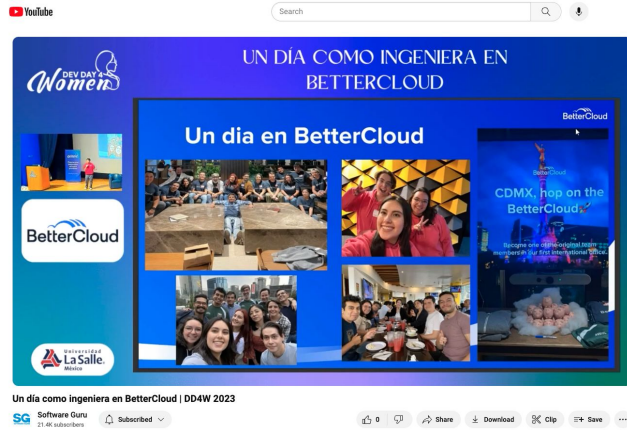 YouTube
Search
DEV DAY 4
Women
UN DÍA COMO INGENIERA EN
BETTERCLOUD
BetterCloud
Un dia en BetterCloud
BetterCloud
CDMX, hop on the
BetterCloud
Become one of the original team
members in our first international office.
BetterCloud
Universidad
La Salle.
México
Un día como ingeniera en BetterCloud | DD4W 2023
SG
Software Guru
21.4K subscribers
Subscribed
0
Share
Download
Clip
Save